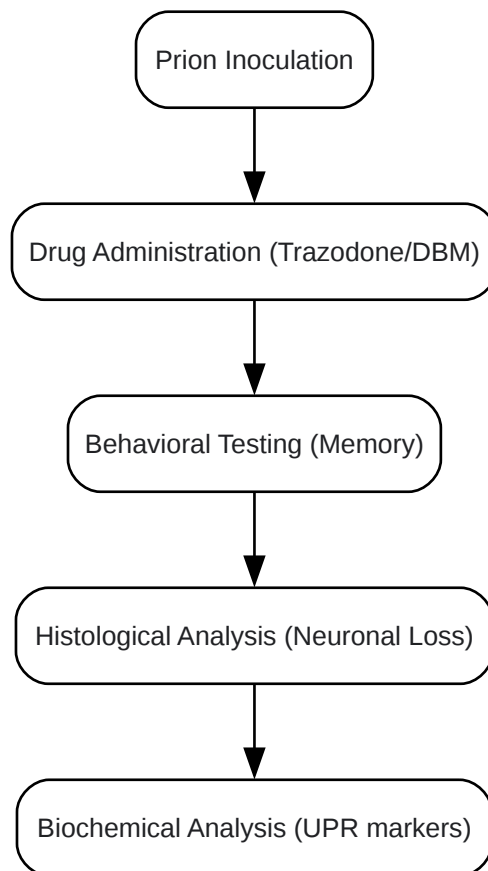 Prion Inoculation
Drug Administration (Trazodone/DBM)
Behavioral Testing (Memory)
Histological Analysis (Neuronal Loss)
Biochemical Analysis (UPR markers)